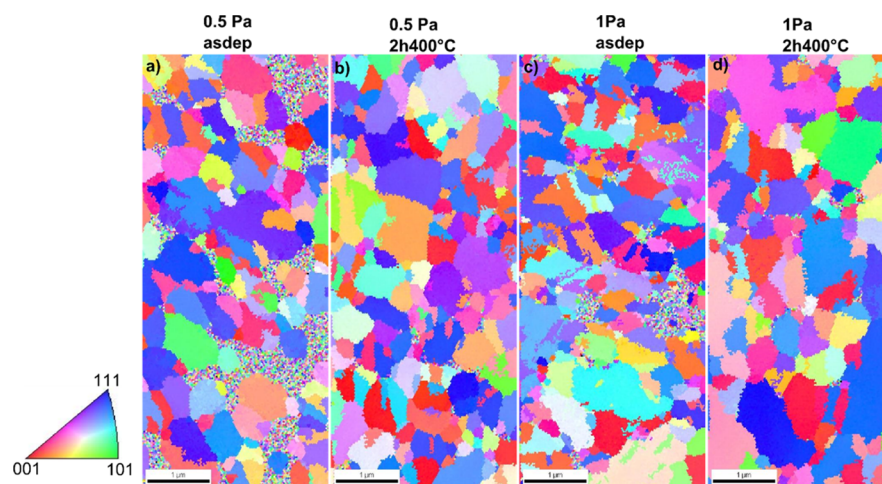 0.5 Pa
asdep
0.5 Pa
2h400°C
1Pa
asdep
1Pa
2h400°C
a)
b)
c)
d)
111
001
101
1 µm
1 µm
1 µm
1 µm